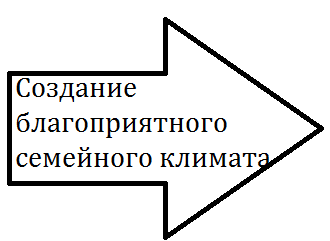 Создание
благоприятного
семейного климата